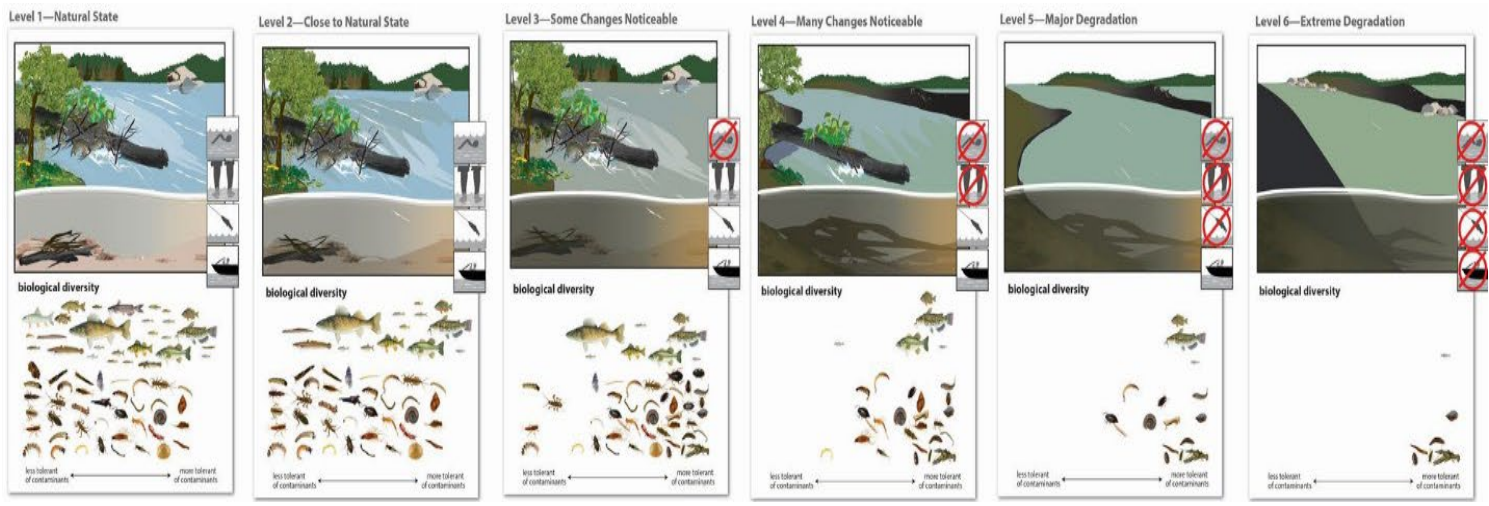 Level 1—Natural State
Level 2—Close to Natural State
Level 3—Some Changes Noticeable
Level 4—Many Changes Noticeable
Level 5—Major Degradation
Level 6—Extreme Degradation
biological diversity
biological diversity
biological diversity
biological diversity
biological diversity
biological diversity
less tolerant
of contaminants
more tolerant
of contaminants
less tolerant
of contaminants
more tolerant
of contaminants
less tolerant
of contaminants
more tolerant
of contaminants
less tolerant
of contaminants
more tolerant
of contaminants
less tolerant
of contaminants
more tolerant
of contaminants
less tolerant
of contaminants
more tolerant
of contaminants